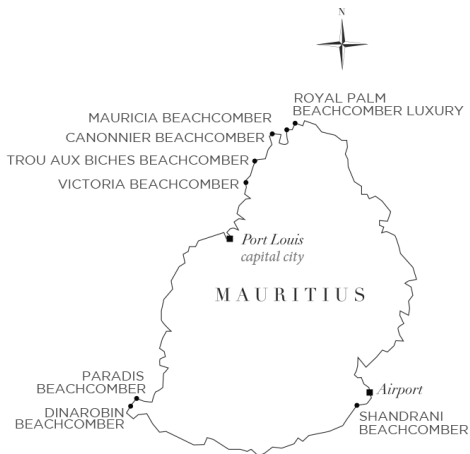 N
ROYAL PALM
BEACHCOMBER LUXURY
MAURICIA BEACHCOMBER
CANONNIER BEACHCOMBER
TROU AUX BICHES BEACHCOMBER
VICTORIA BEACHCOMBER
Port Louis
capital city
MAURITIUS
PARADIS
BEACHCOMBER
DINAROBIN
BEACHCOMBER
Airport
SHANDRANI
BEACHCOMBER